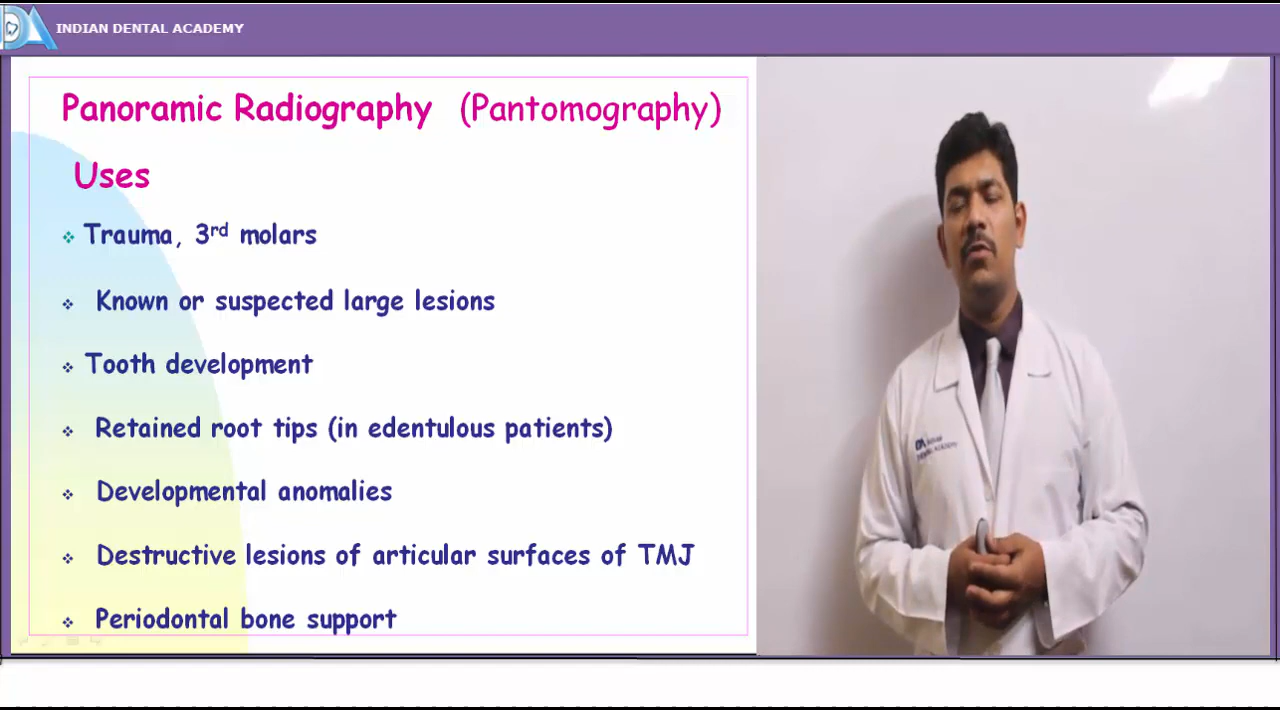 INDIAN DENTAL ACADEMY
Panoramic Radiography (Pantomography)
Uses
Trauma, 3rd molars
Known or suspected large lesions
Tooth development
Retained root tips (in edentulous patients)
Developmental anomalies
Destructive lesions of articular surfaces of TMJ
Periodontal bone support